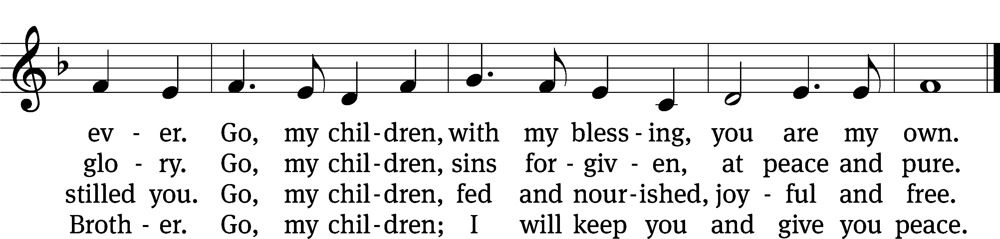 ev - er. Go, my chil - dren, with my bless - ing, you are my own.
glo - ry. Go, my chil - dren, sins for - giv - en, at peace and pure.
stilled you. Go, my chil - dren, fed and nour - ished, joy - ful and free.
Broth - er. Go, my chil - dren; I will keep you and give you peace.